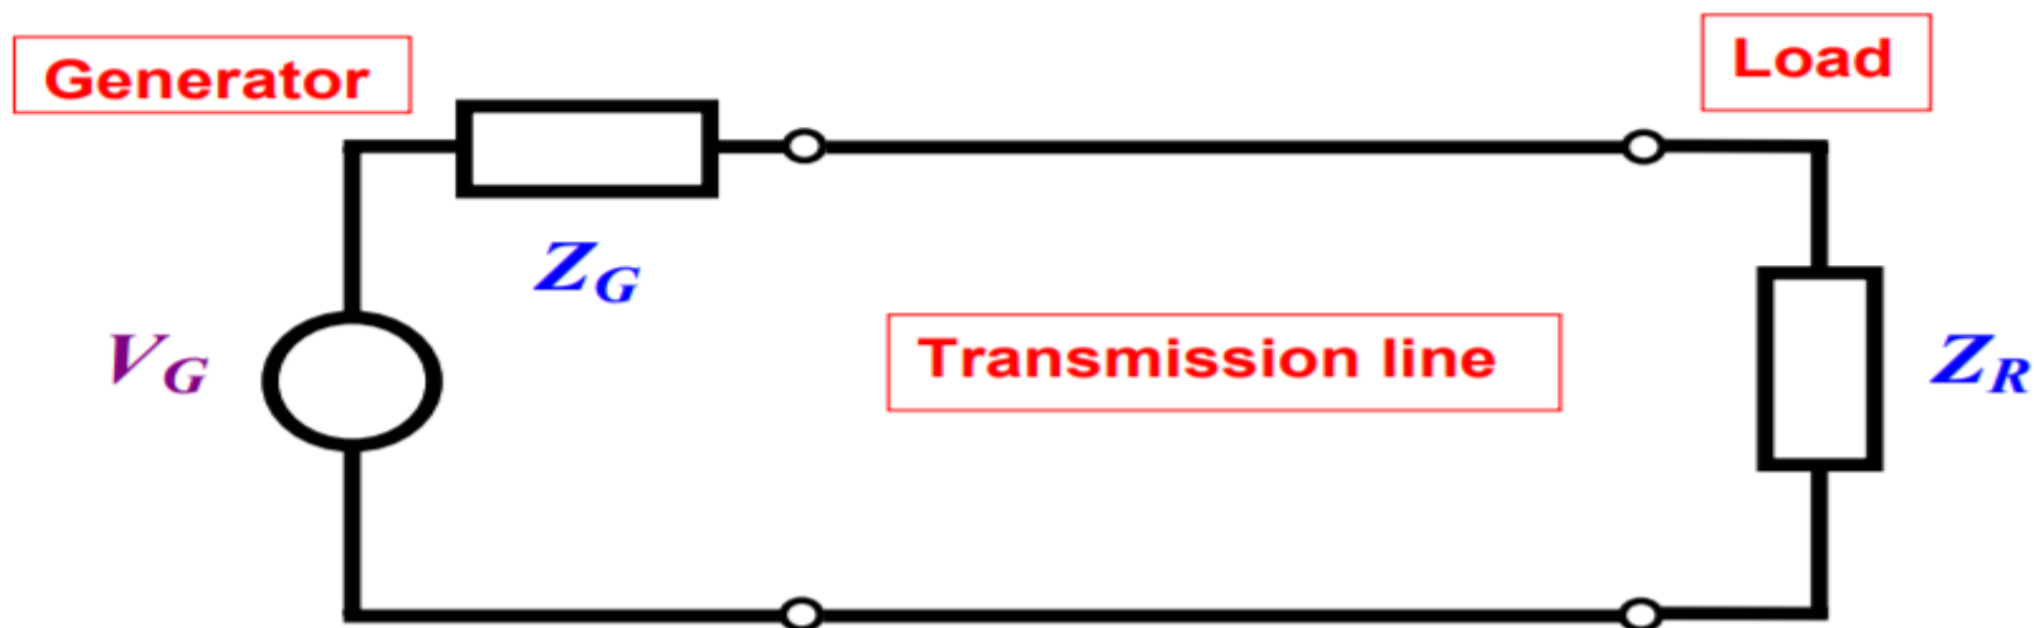 Generator
Load
Z_G
V_G
Transmission line
Z_R